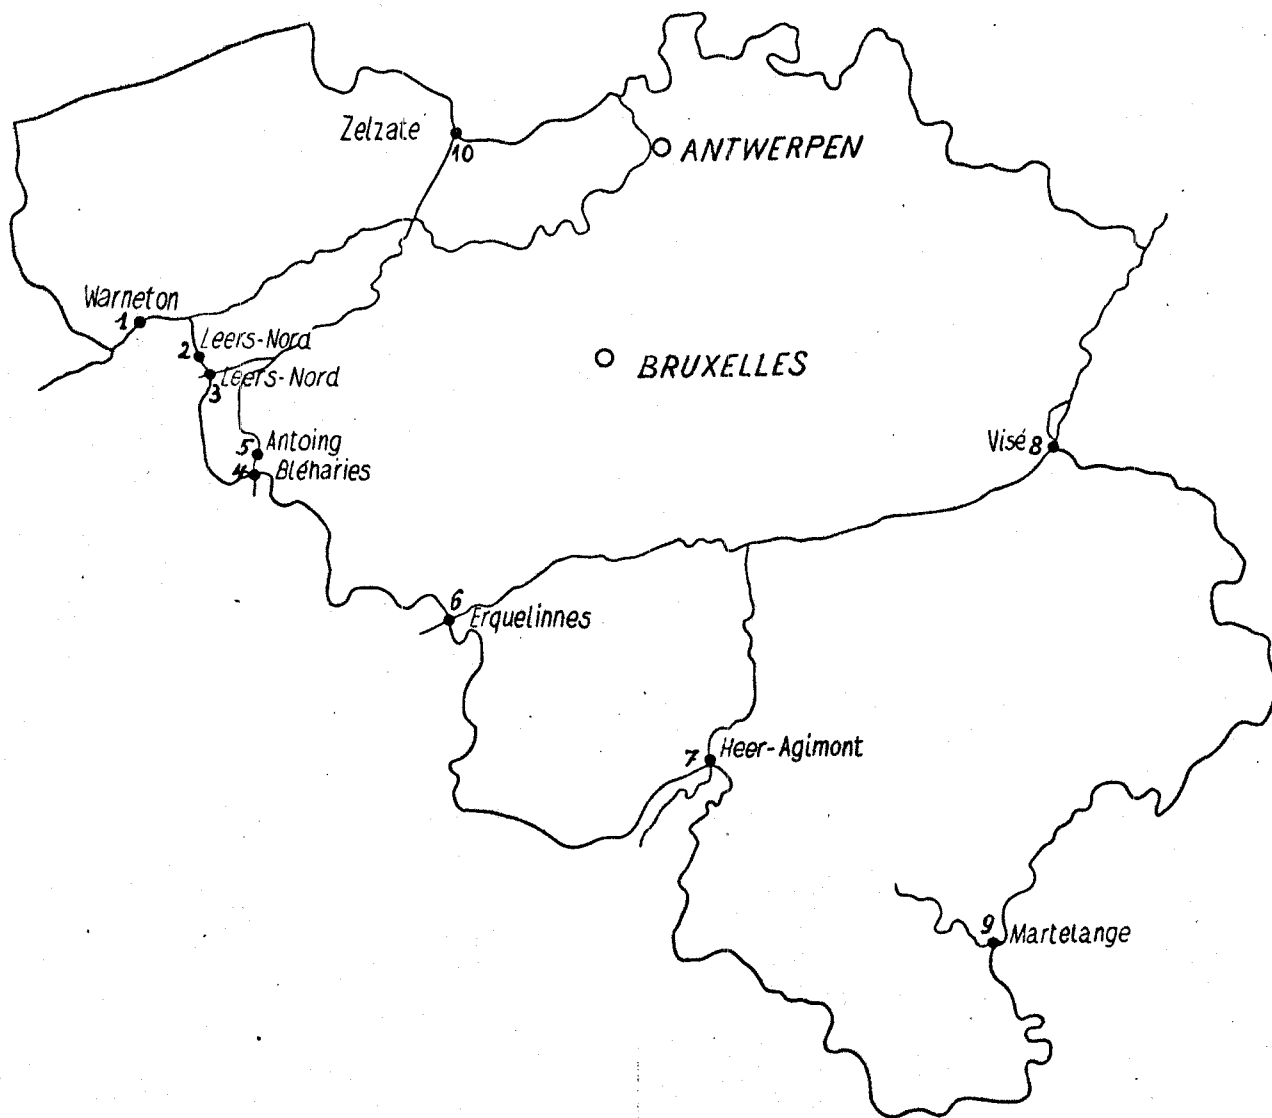 Zelzate
10
ANTWERPEN
Warneton
1
2 Leers-Nord
BRUXELLES
Leers-Nord
3
5 Antoing
4 Bléharies
Visé 8
6
Erquelinnes
7 Heer-Agimont
9 Martelange